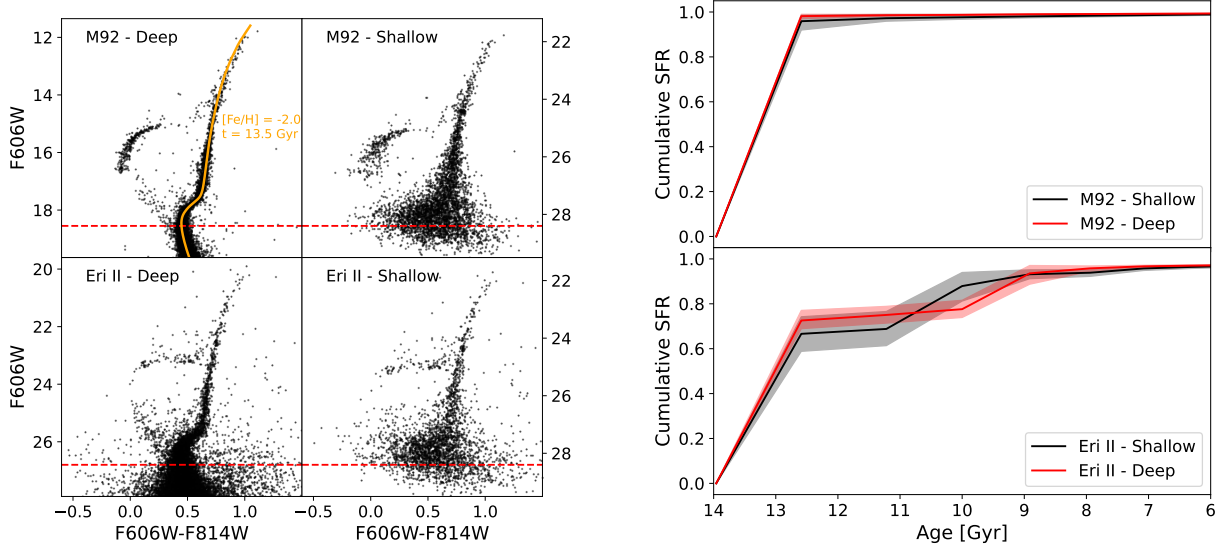 M92 - Deep
M92 - Shallow
[Fe/H] = -2.0
t = 13.5 Gyr
12
14
16
18
F606W
22
24
26
28
Eri II - Deep
Eri II - Shallow
20
22
24
26
F606W
22
24
26
28
−0.5 0.0 0.5 1.0
F606W-F814W
−0.5 0.0 0.5 1.0
F606W-F814W
1.0
0.8
0.6
0.4
0.2
0.0
Cumulative SFR
M92 - Shallow
M92 - Deep
1.0
0.8
0.6
0.4
0.2
0.0
Cumulative SFR
Eri II - Shallow
Eri II - Deep
14 13 12 11 10 9 8 7 6
Age [Gyr]